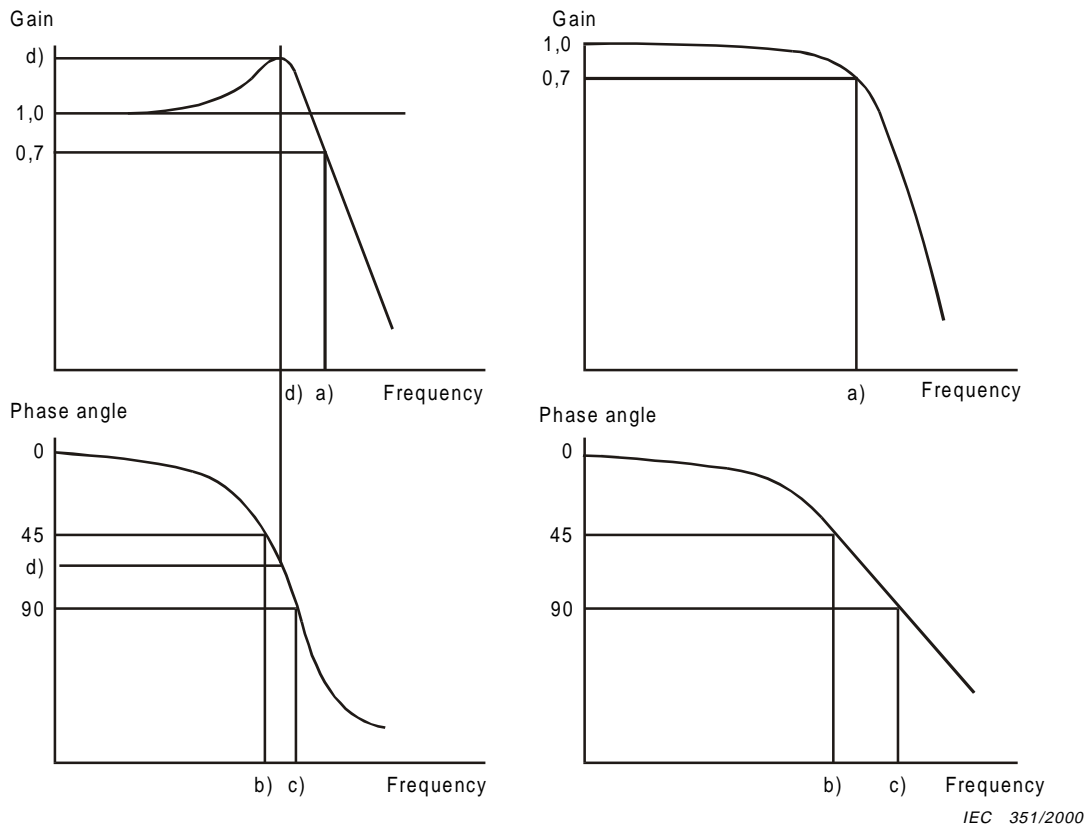 Gain
d)
1,0
0,7
d) a) Frequency
Phase angle
0
45
d)
90
b) c) Frequency
Gain
1,0
0,7
a) Frequency
Phase angle
0
45
90
b) c) Frequency
IEC 351/2000